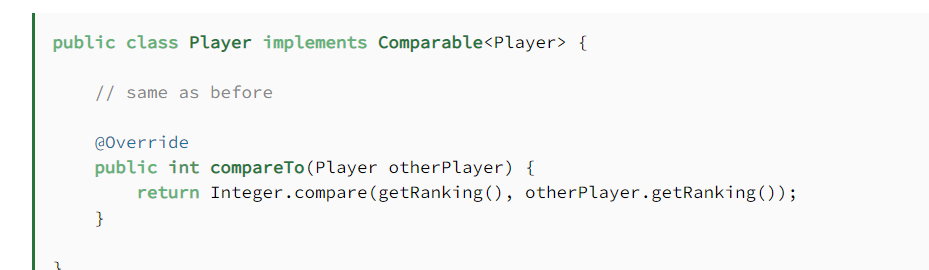 public class Player implements Comparable<Player> {
// same as before
@Override
public int compareTo(Player otherPlayer) {
return Integer.compare(getRanking(), otherPlayer.getRanking());
}
}